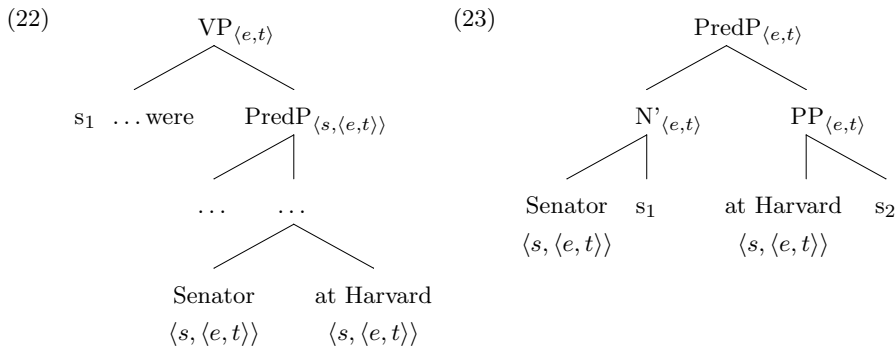 (22) VP⟨e,t⟩
s1 …were PredP⟨s,⟨e,t⟩⟩
… …
Senator at Harvard
⟨s, ⟨e, t⟩⟩ ⟨s, ⟨e, t⟩⟩
(23) PredP⟨e,t⟩
N'⟨e,t⟩ PP⟨e,t⟩
Senator s1 at Harvard s2
⟨s, ⟨e, t⟩⟩ ⟨s, ⟨e, t⟩⟩